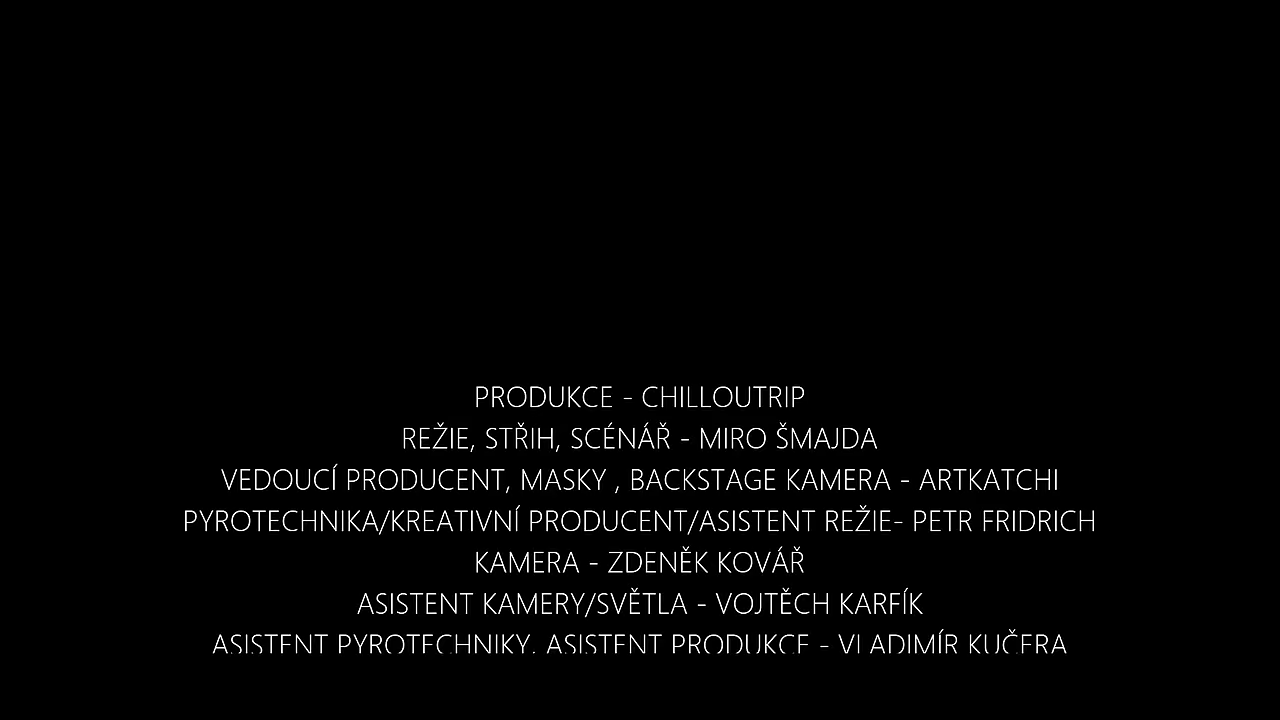 PRODUKCE - CHILLOUTRIP
REŽIE, STŘIH, SCÉNÁŘ - MIRO ŠMAJDA
VEDOUCÍ PRODUCENT, MASKY , BACKSTAGE KAMERA - ARTKATCHI
PYROTECHNIKA/KREATIVNÍ PRODUCENT/ASISTENT REŽIE- PETR FRIDRICH
KAMERA - ZDENĚK KOVÁŘ
ASISTENT KAMERY/SVĚTLA - VOJTĚCH KARFÍK
ASISTENT PYROTECHNIKY, ASISTENT PRODUKCE - VLADIMÍR KUČERA